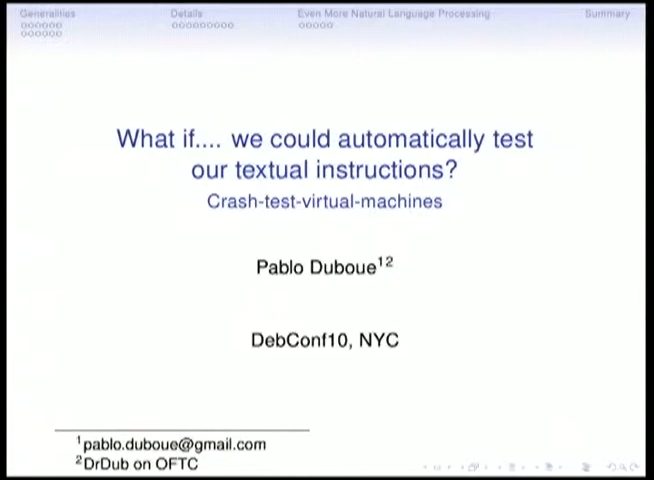 Generalities Details Even More Natural Language Processing Summary
What if.... we could automatically test
our textual instructions?
Crash-test-virtual-machines
Pablo Duboue12
DebConf10, NYC
1pablo.duboue@gmail.com
2DrDub on OFTC